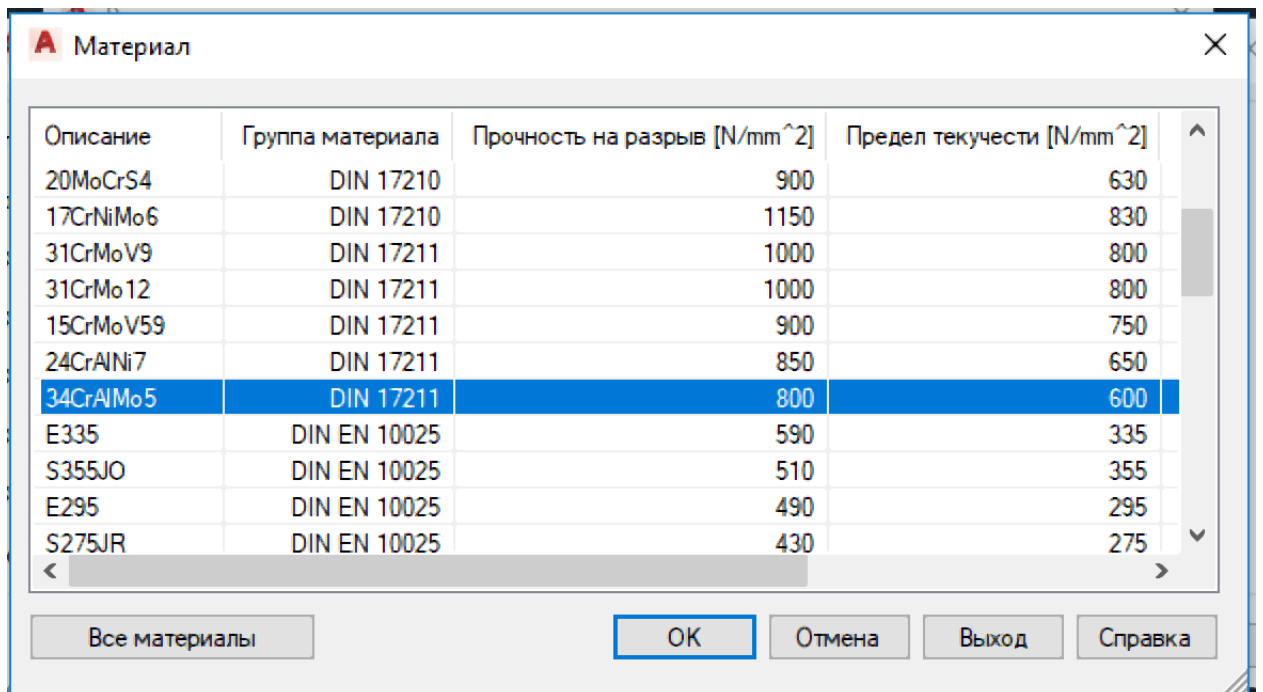 Материал
Описание Группа материала Прочность на разрыв [N/mm^2] Предел текучести [N/mm^2]
20MoCrS4 DIN 17210 900 630
17CrNiMo6 DIN 17210 1150 830
31CrMoV9 DIN 17211 1000 800
31CrMo12 DIN 17211 1000 800
15CrMoV59 DIN 17211 900 750
24CrAlNi7 DIN 17211 850 650
34CrAlMo5 DIN 17211 800 600
E335 DIN EN 10025 590 335
S355JO DIN EN 10025 510 355
E295 DIN EN 10025 490 295
S275JR DIN EN 10025 430 275
Все материалы OK Отмена Выход Справка